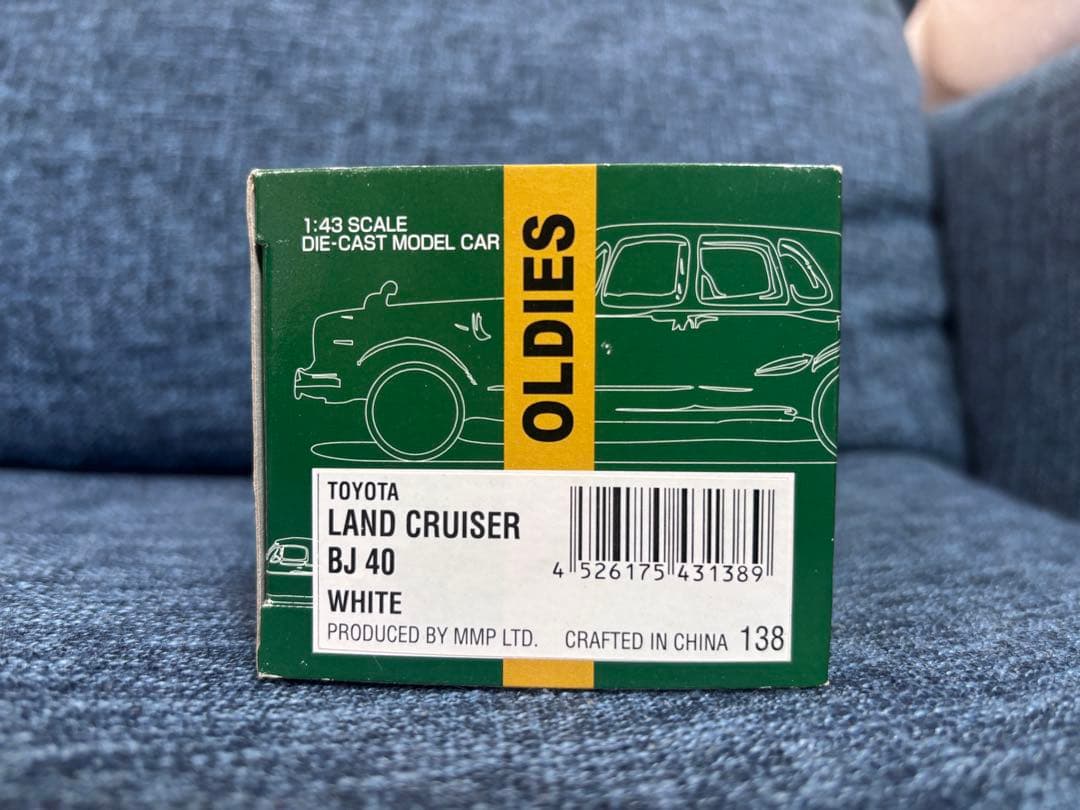 1:43 SCALE
DIE-CAST MODEL CAR
OLDIES
TOYOTA
LAND CRUISER
BJ 40
WHITE
4 526175 431389
PRODUCED BY MMP LTD. CRAFTED IN CHINA 138